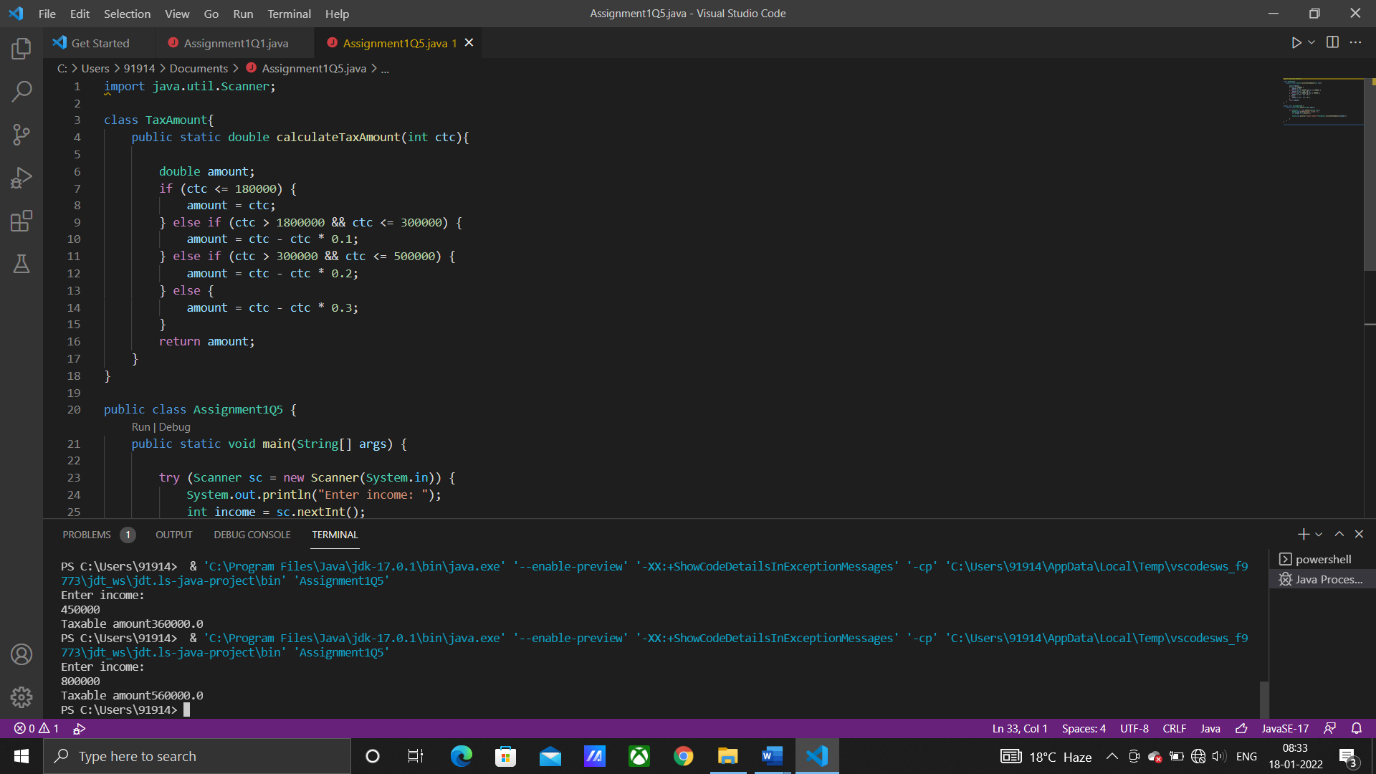 File Edit Selection View Go Run Terminal Help
Assignment1Q5.java - Visual Studio Code
Get Started
Assignment1Q1.java
Assignment1Q5.java 1
C: > Users > 91914 > Documents > Assignment1Q5.java > ...
1 import java.util.Scanner;
2
3 class TaxAmount{
4 public static double calculateTaxAmount(int ctc){
5
6 double amount;
7 if (ctc <= 180000) {
8 amount = ctc;
9 } else if (ctc > 1800000 && ctc <= 300000) {
10 amount = ctc - ctc * 0.1;
11 } else if (ctc > 300000 && ctc <= 500000) {
12 amount = ctc - ctc * 0.2;
13 } else {
14 amount = ctc - ctc * 0.3;
15 }
16 return amount;
17 }
18 }
19
20 public class Assignment1Q5 {
Run | Debug
21 public static void main(String[] args) {
22
23 try (Scanner sc = new Scanner(System.in)) {
24 System.out.println("Enter income: ");
25 int income = sc.nextInt();
PROBLEMS 1 OUTPUT DEBUG CONSOLE TERMINAL
PS C:\Users\91914> & 'C:\Program Files\Java\jdk-17.0.1\bin\java.exe' '--enable-preview' '-XX:+ShowCodeDetailsInExceptionMessages' '-cp' 'C:\Users\91914\AppData\Local\Temp\vscodesws_f9
773\jdt_ws\jdt.ls-java-project\bin' 'Assignment1Q5'
Enter income:
450000
Taxable amount360000.0
PS C:\Users\91914> & 'C:\Program Files\Java\jdk-17.0.1\bin\java.exe' '--enable-preview' '-XX:+ShowCodeDetailsInExceptionMessages' '-cp' 'C:\Users\91914\AppData\Local\Temp\vscodesws_f9
773\jdt_ws\jdt.ls-java-project\bin' 'Assignment1Q5'
Enter income:
800000
Taxable amount560000.0
PS C:\Users\91914>
powershell
Java Proces...
0 1
Ln 33, Col 1 Spaces: 4 UTF-8 CRLF Java JavaSE-17
Type here to search
18°C Haze
ENG
08:33
18-01-2022
3